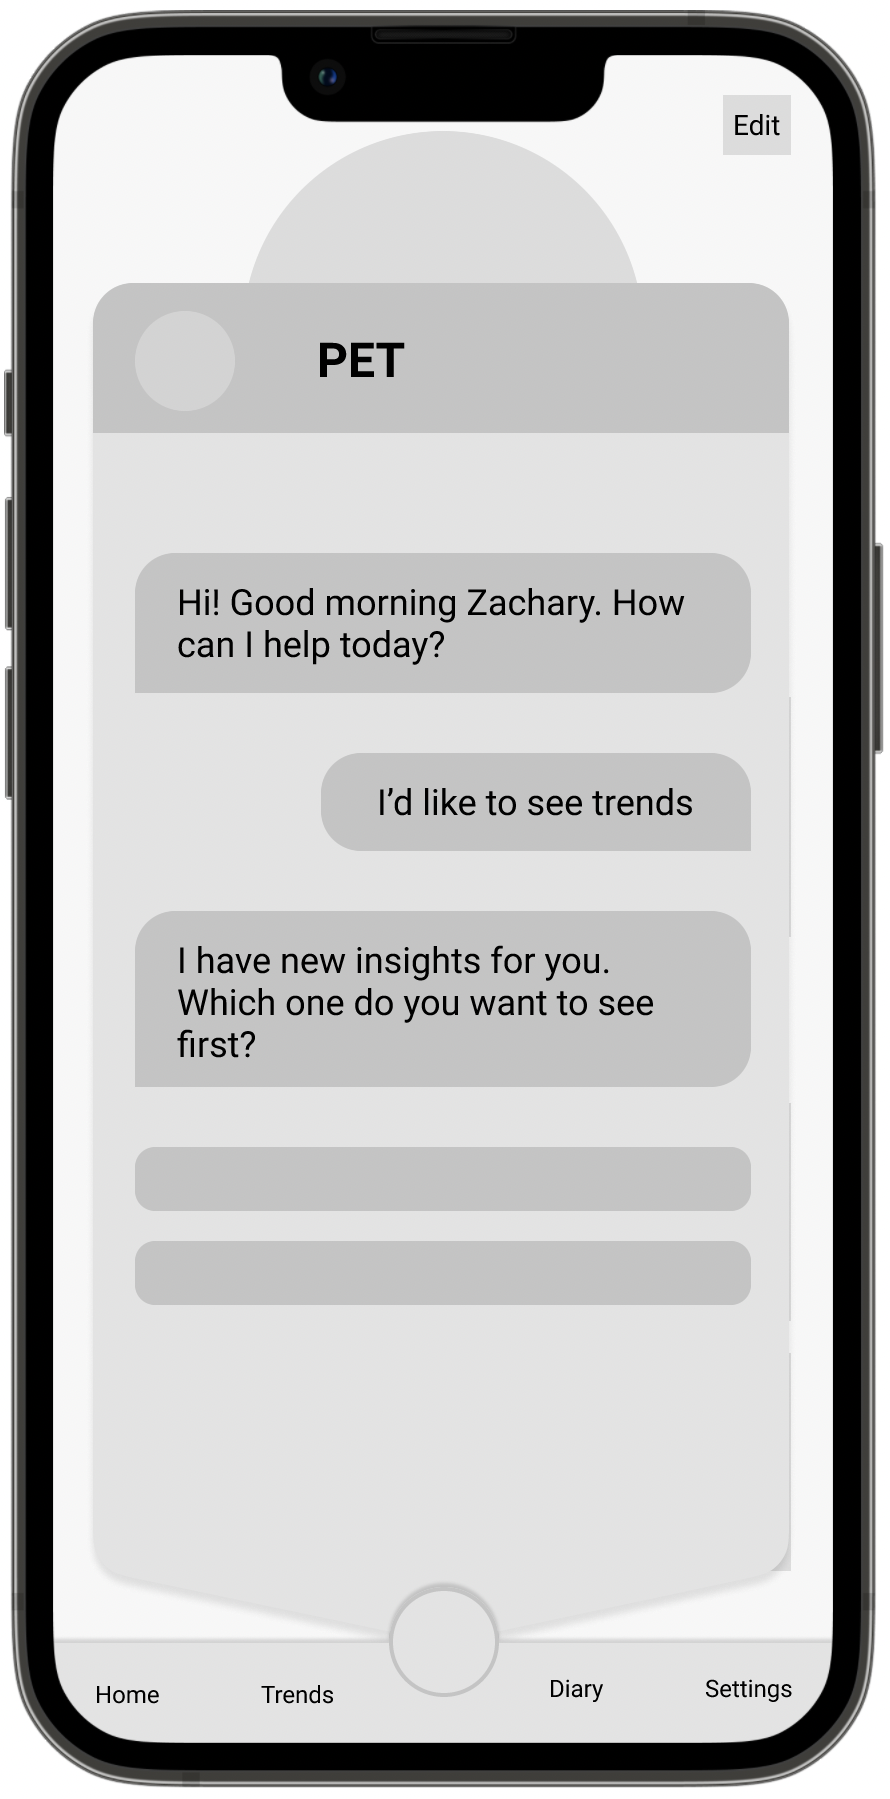 Edit
PET
Hi! Good morning Zachary. How
can I help today?
I’d like to see trends
I have new insights for you.
Which one do you want to see
first?
Home
Trends
Diary
Settings